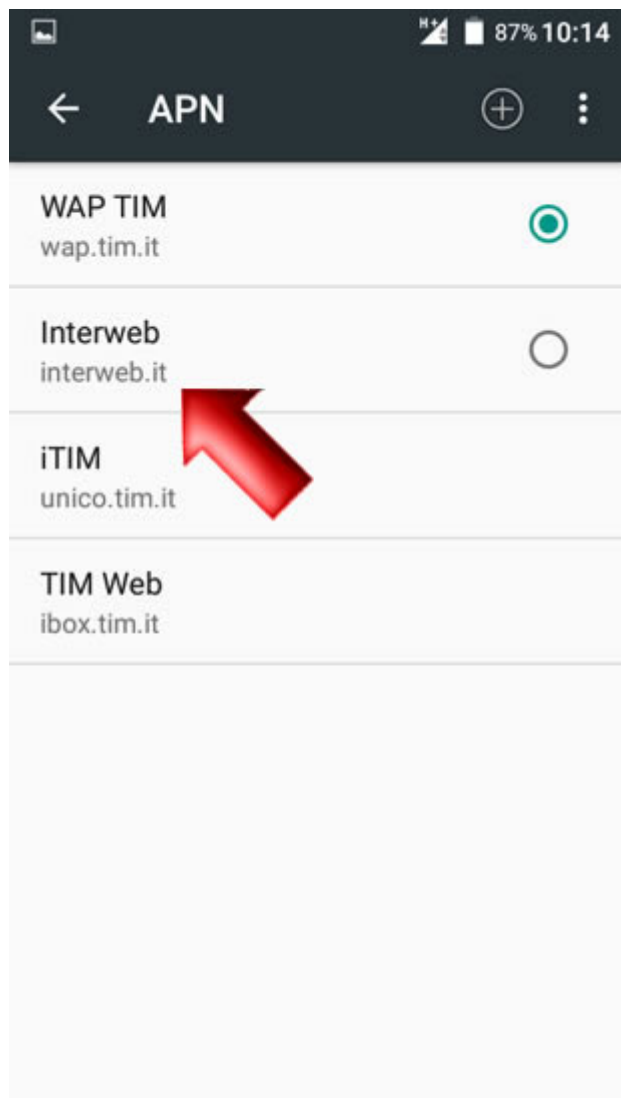 H+ 87% 10:14
APN
WAP TIM
wap.tim.it
Interweb
interweb.it
iTIM
unico.tim.it
TIM Web
ibox.tim.it